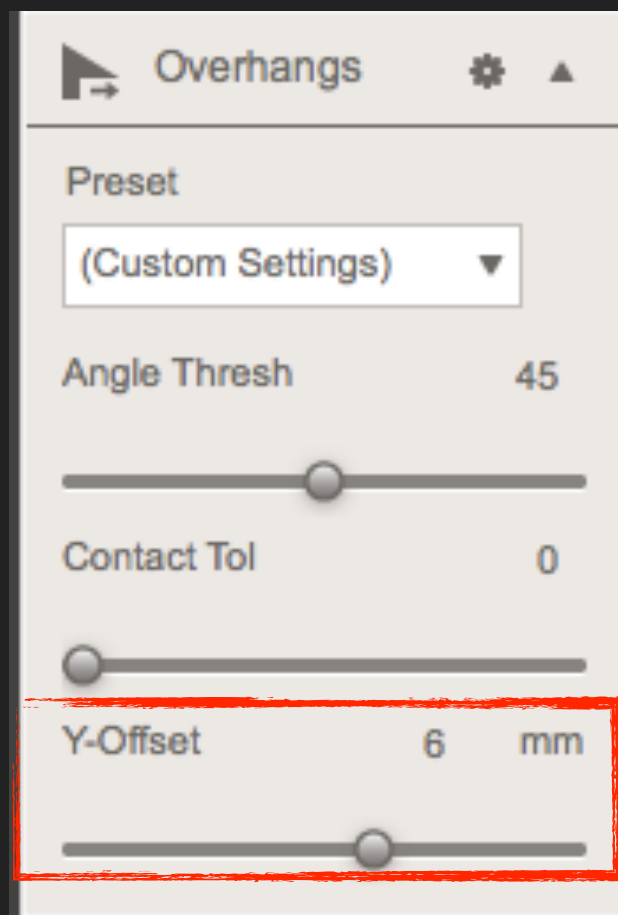 Overhangs
Preset
(Custom Settings)
Angle Thresh 45
Contact Tol 0
Y-Offset 6 mm